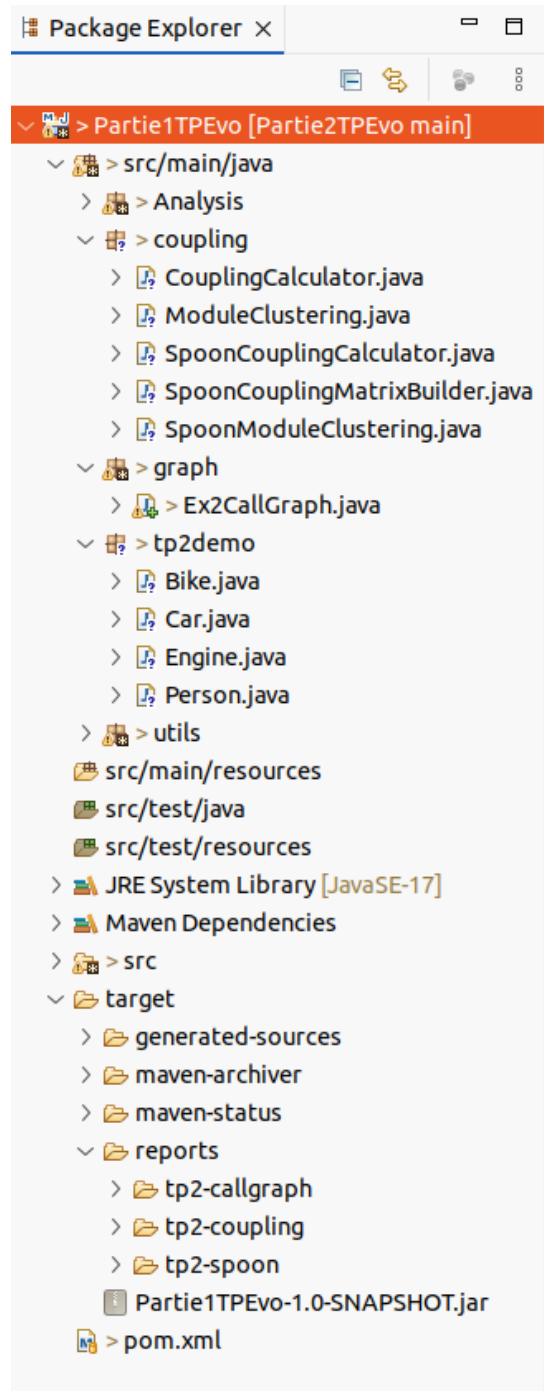 Package Explorer
> Partie1TPEvo [Partie2TPEvo main]
> src/main/java
> Analysis
> coupling
CouplingCalculator.java
ModuleClustering.java
SpoonCouplingCalculator.java
SpoonCouplingMatrixBuilder.java
SpoonModuleClustering.java
> graph
> Ex2CallGraph.java
> tp2demo
Bike.java
Car.java
Engine.java
Person.java
> utils
src/main/resources
src/test/java
src/test/resources
JRE System Library [JavaSE-17]
Maven Dependencies
> src
target
generated-sources
maven-archiver
maven-status
reports
tp2-callgraph
tp2-coupling
tp2-spoon
Partie1TPEvo-1.0-SNAPSHOT.jar
> pom.xml